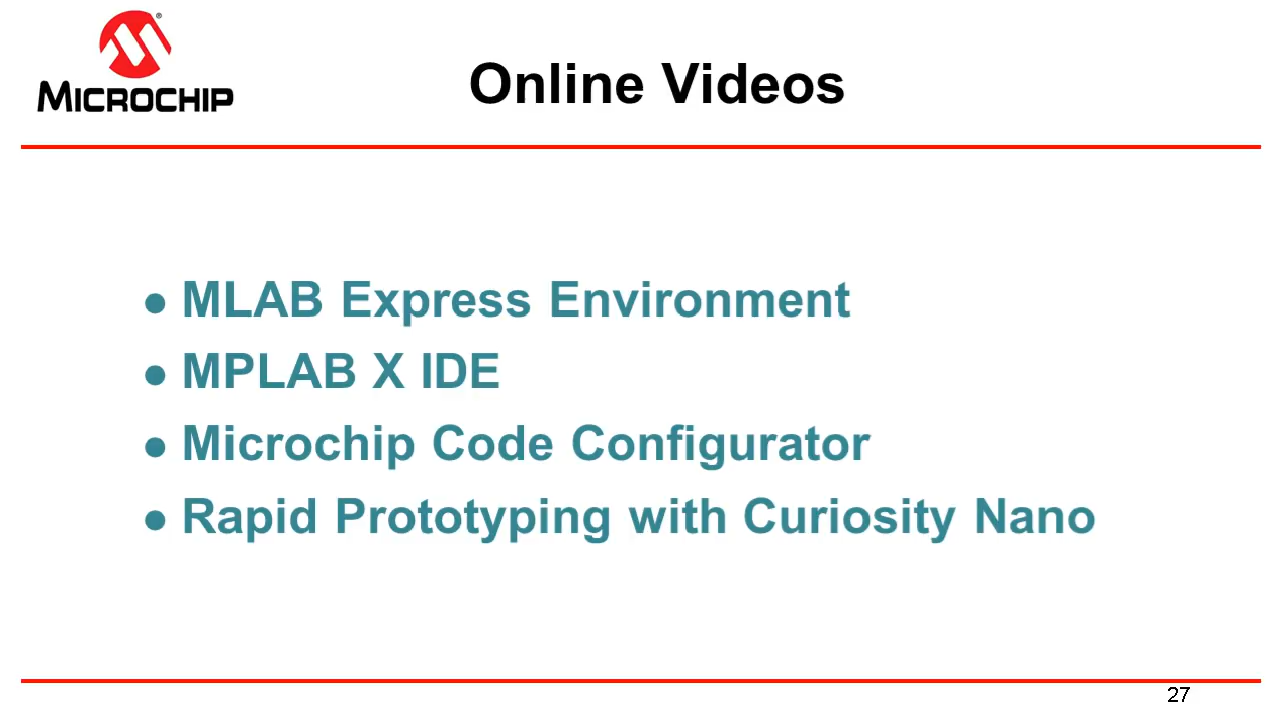 MICROCHIP
Online Videos
● MLAB Express Environment
● MPLAB X IDE
● Microchip Code Configurator
● Rapid Prototyping with Curiosity Nano
27